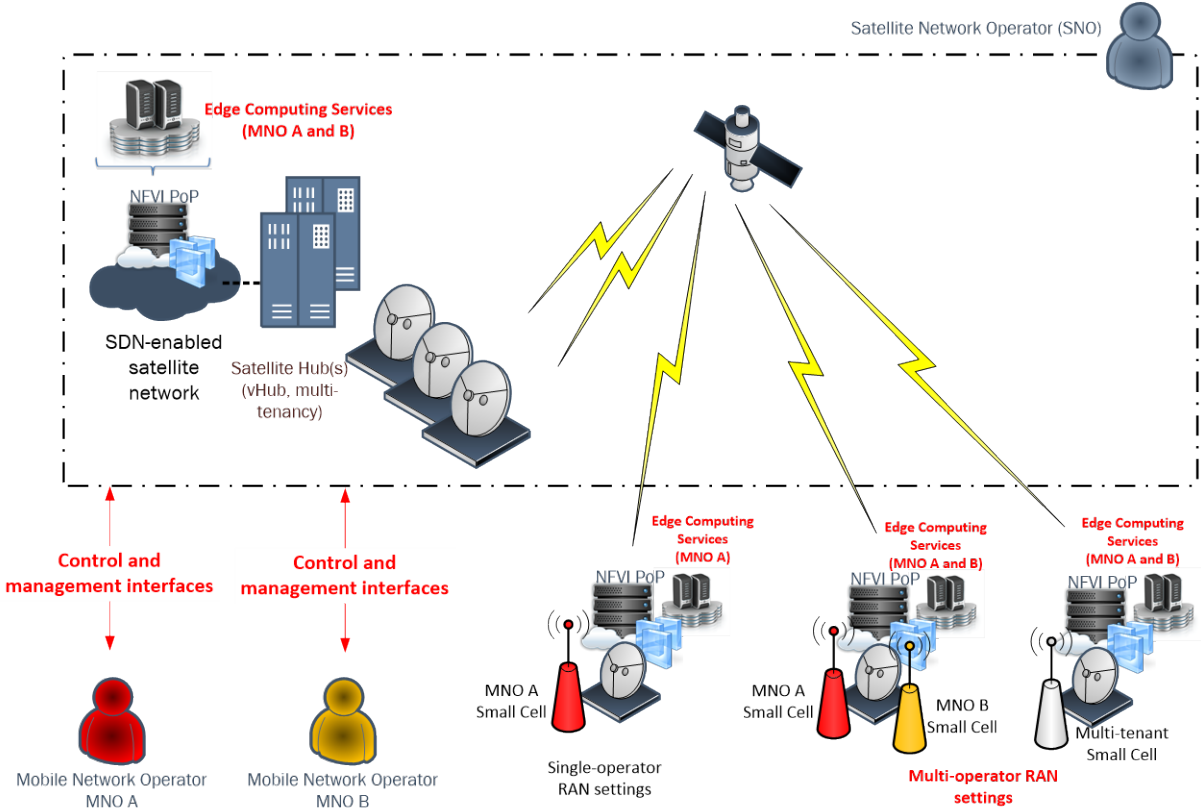 Satellite Network Operator (SNO)
Edge Computing Services
(MNO A and B)
NFVI PoP
SDN-enabled
satellite
network
Satellite Hub(s)
(vHub, multi-
tenancy)
Control and
management interfaces
Control and
management interfaces
Mobile Network Operator
MNO A
Mobile Network Operator
MNO B
Edge Computing
Services
(MNO A)
NFVI PoP
MNO A
Small Cell
Single-operator
RAN settings
Edge Computing
Services
(MNO A and B)
NFVI PoP
MNO A
Small Cell
MNO B
Small Cell
Edge Computing
Services
(MNO A and B)
NFVI PoP
Multi-tenant
Small Cell
Multi-operator RAN
settings